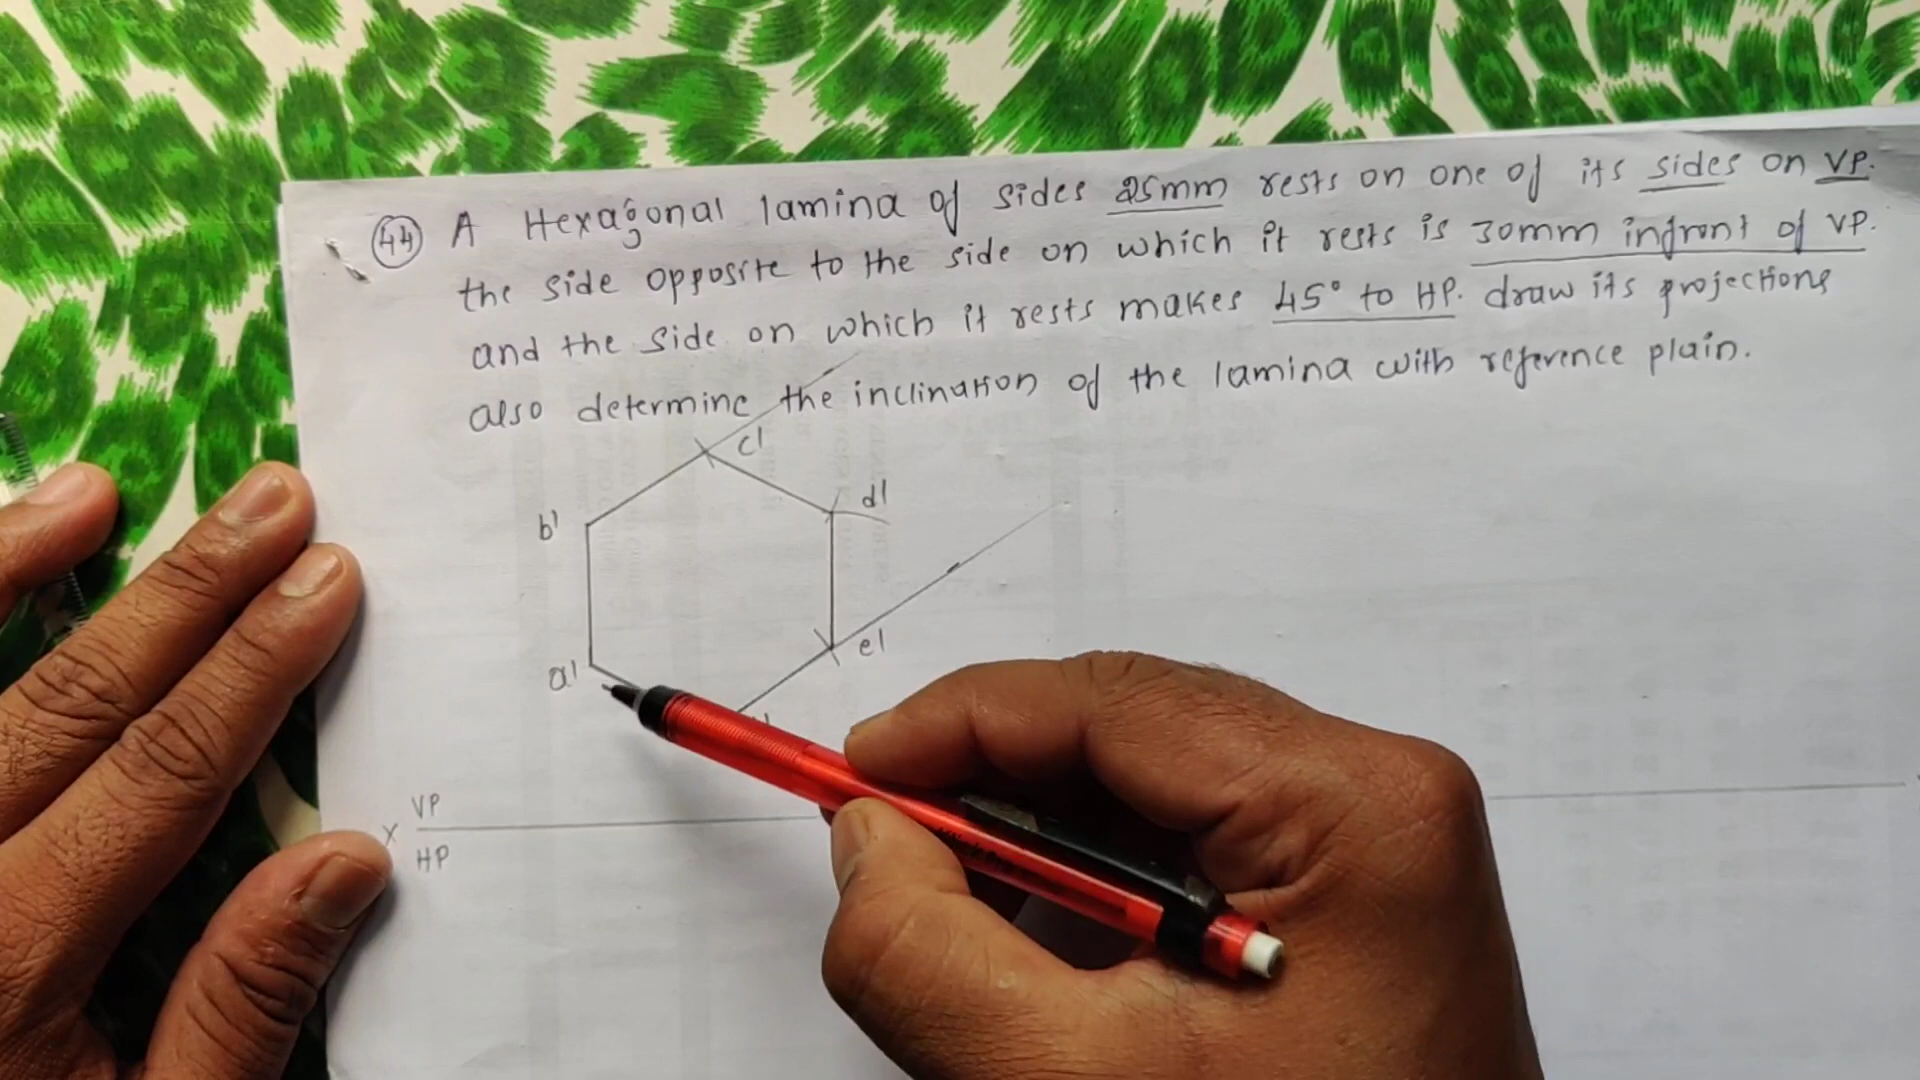 44 A Hexagonal lamina of sides 25mm rests on one of its sides on VP.
the side opposite to the side on which it rests is 30mm infront of VP.
and the side on which it rests makes 45° to HP. draw its projections
also determine the inclination of the lamina with reference plain.
c'
b'
d'
a'
e'
VP
X
HP